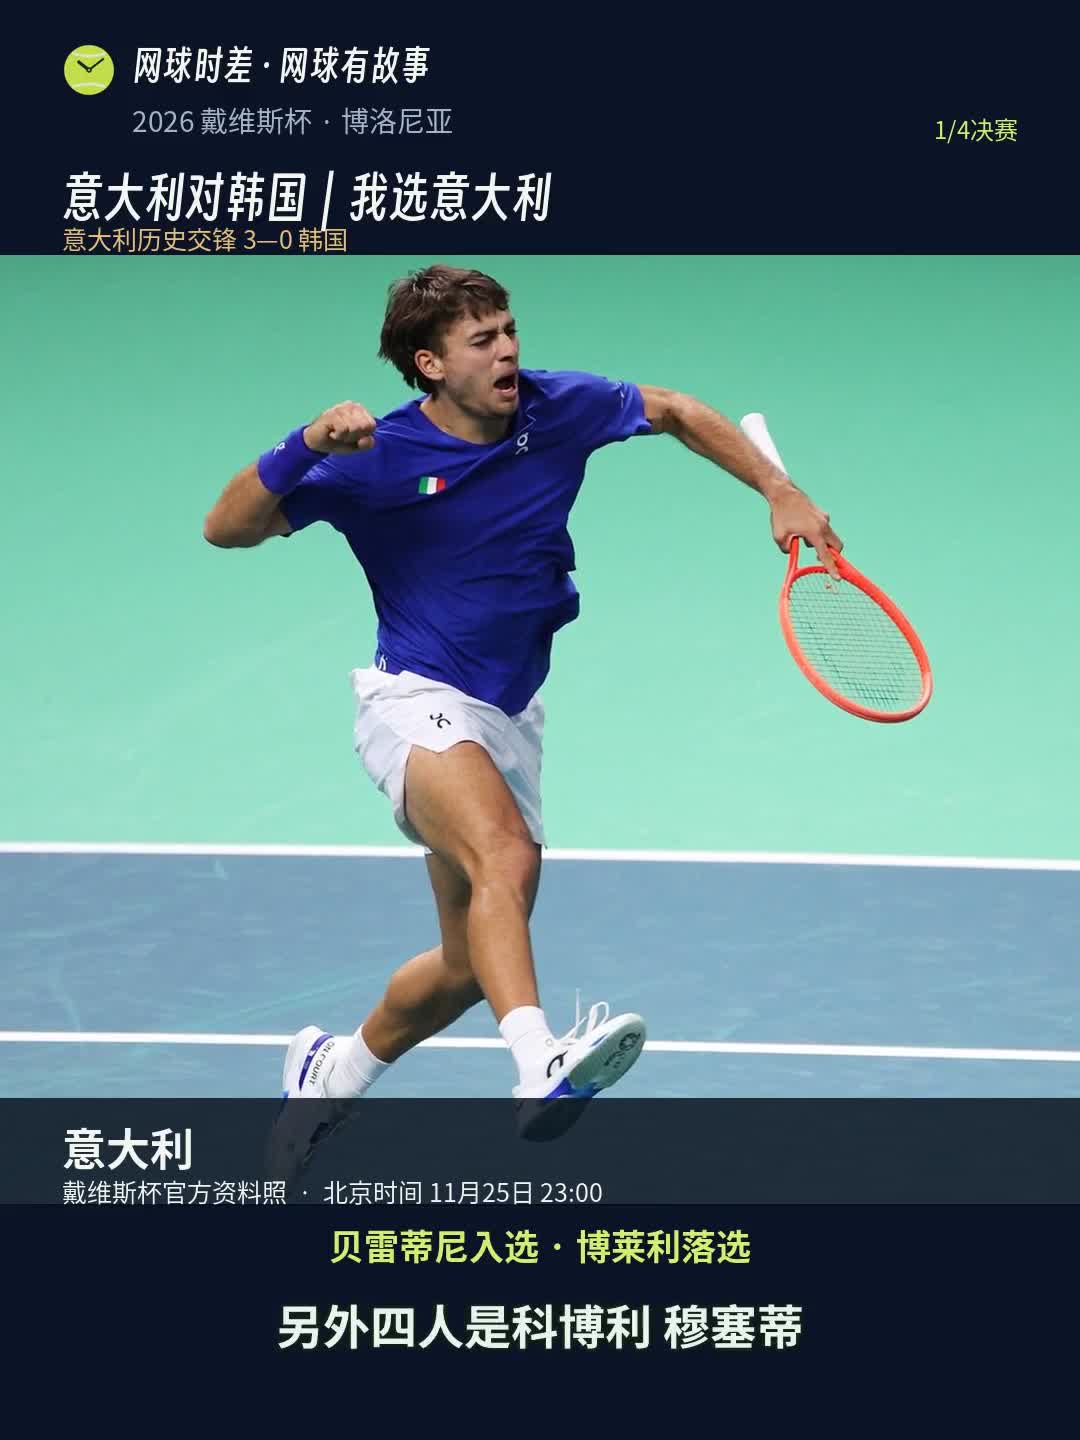 网球时差·网球有故事
2026 戴维斯杯 · 博洛尼亚
1/4决赛
意大利对韩国｜我选意大利
意大利历史交锋 3—0 韩国
ON COURT
意大利
戴维斯杯官方资料照 · 北京时间 11月25日 23:00
贝雷蒂尼入选·博莱利落选
另外四人是科博利 穆塞蒂